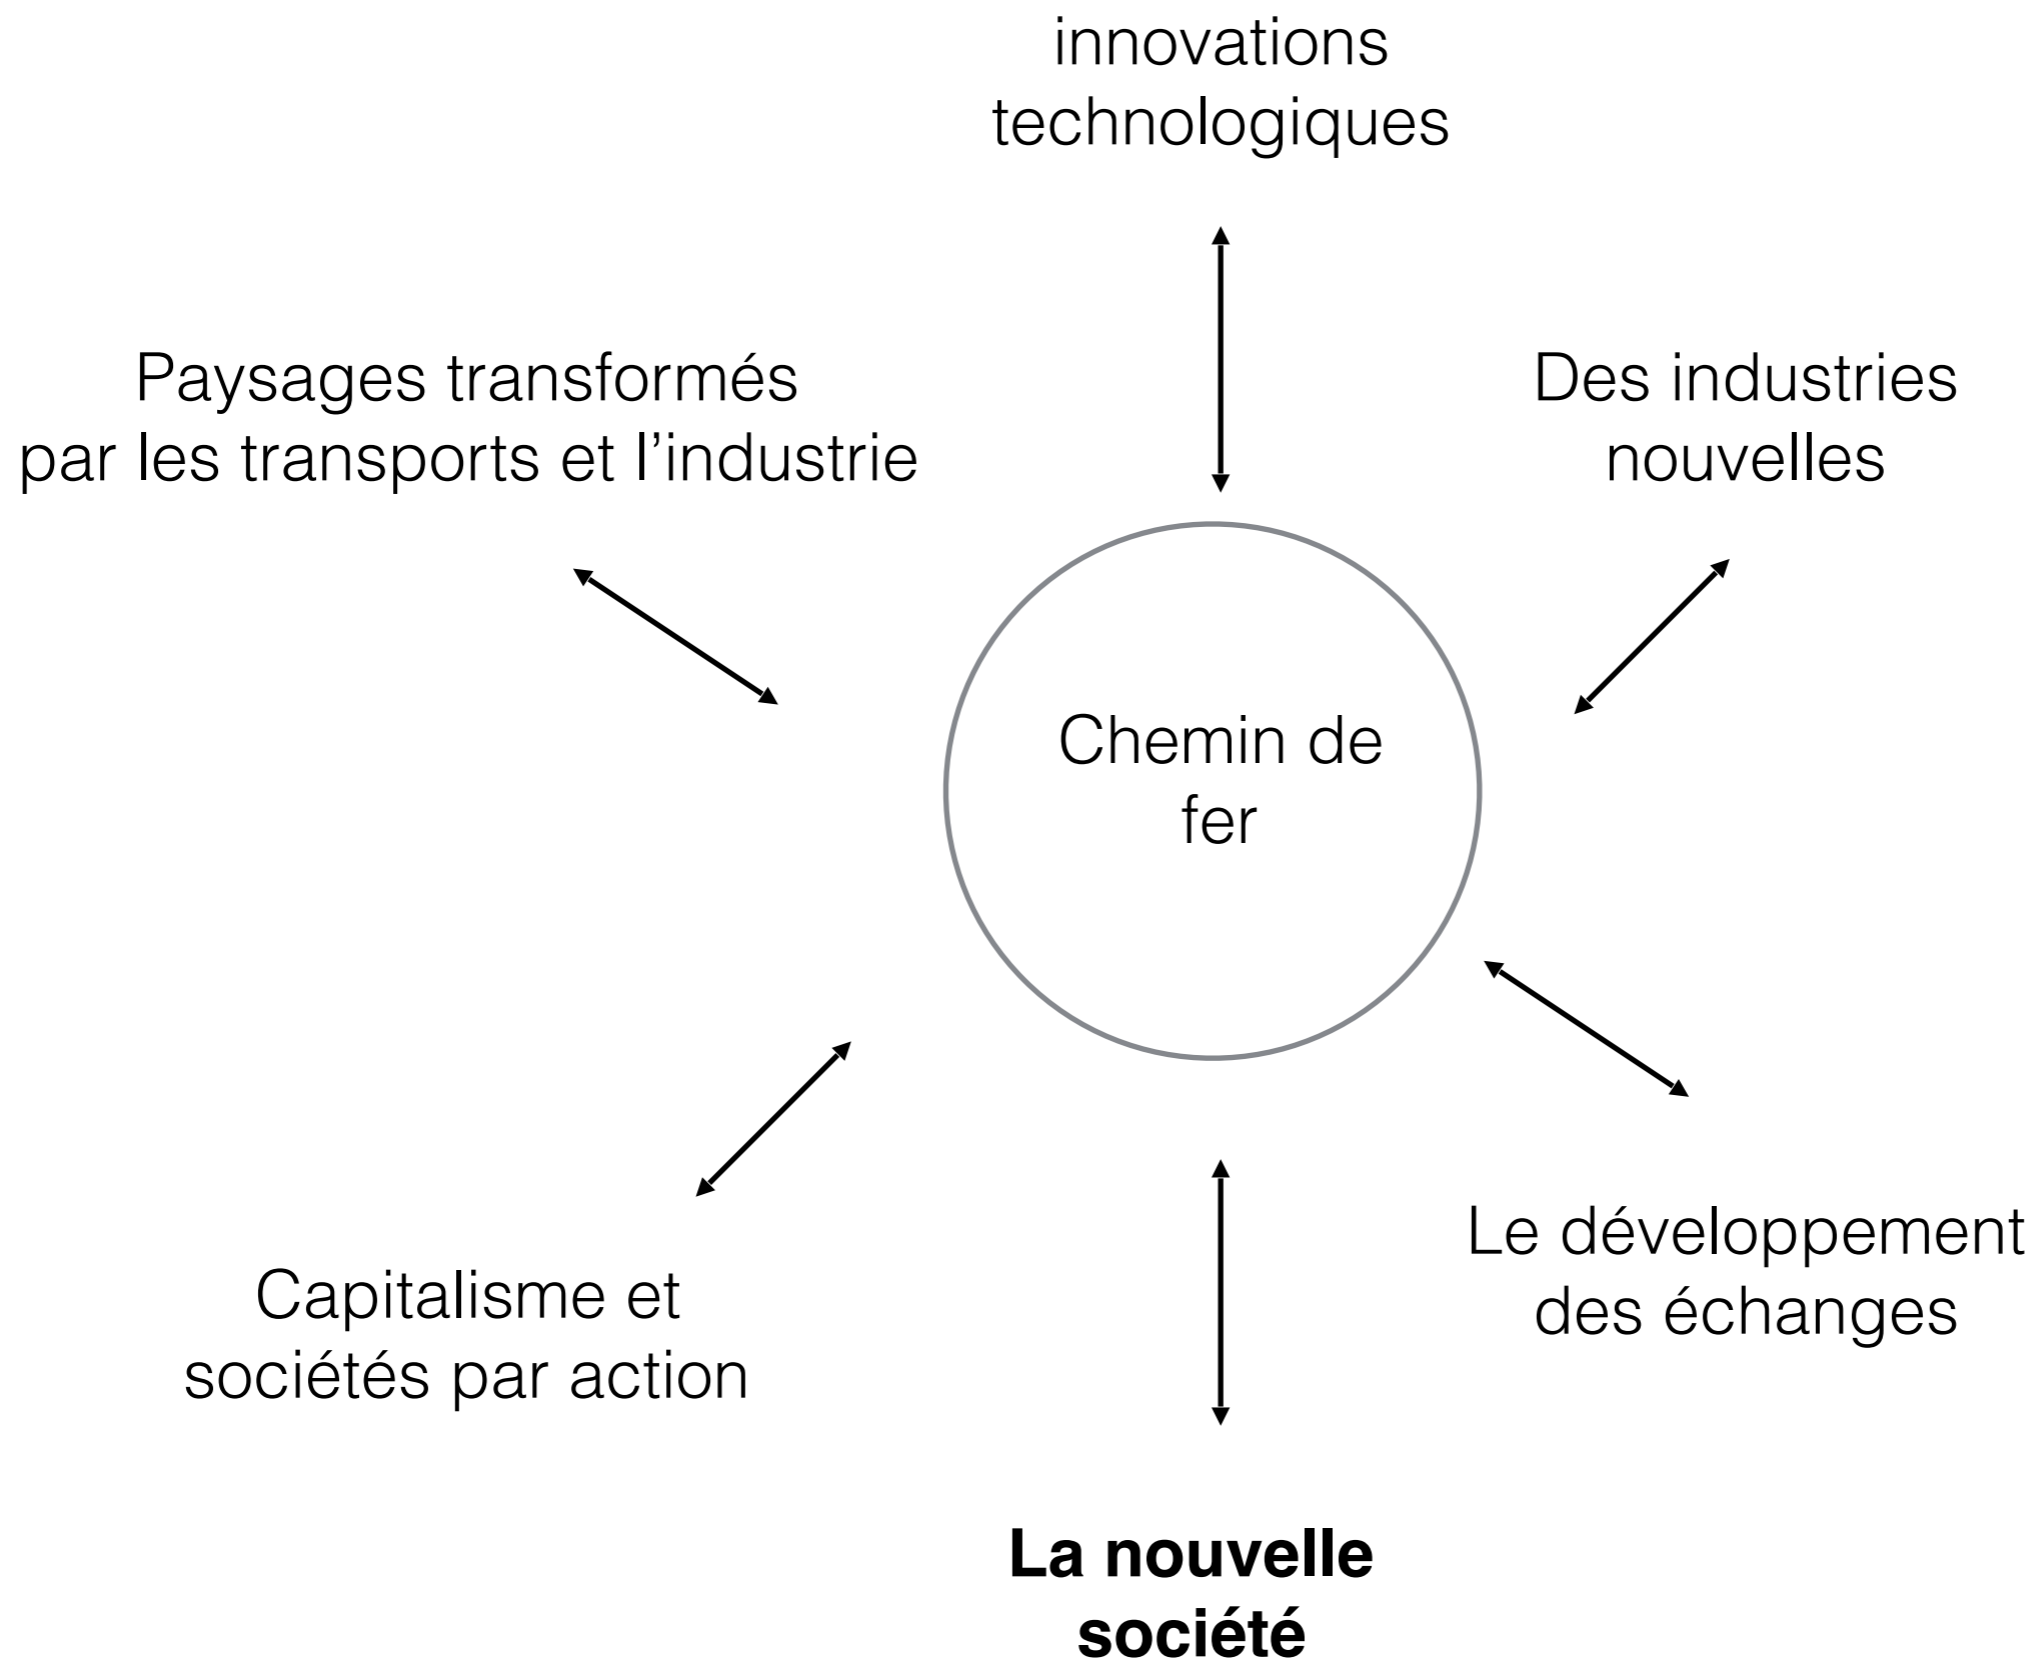 innovations
technologiques
Paysages transformés
par les transports et l’industrie
Des industries
nouvelles
Chemin de
fer
Capitalisme et
sociétés par action
Le développement
des échanges
La nouvelle
société